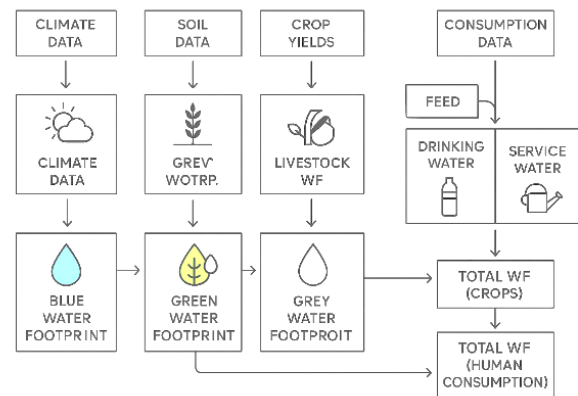 CLIMATE
DATA
SOIL
DATA
CROP
YIELDS
CONSUMPTION
DATA
FEED
CLIMATE
DATA
GREV'
WOTRP.
LIVESTOCK
WF
DRINKING
WATER
SERVICE
WATER
BLUE
WATER
FOOTPRINT
GREEN
WATER
FOOTPRINT
GREY
WATER
FOOTPROIT
TOTAL WF
(CROPS)
TOTAL WF
(HUMAN
CONSUMPTION)